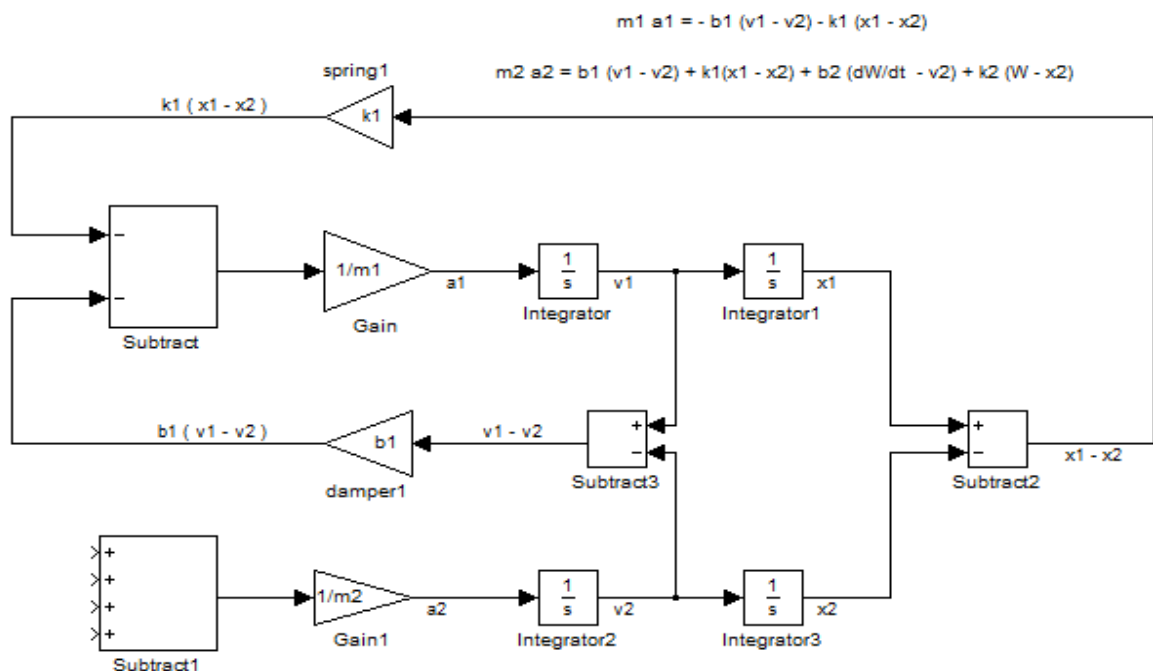 m1 a1 = - b1 (v1 - v2) - k1 (x1 - x2)
m2 a2 = b1 (v1 - v2) + k1(x1 - x2) + b2 (dW/dt - v2) + k2 (W - x2)
spring1
k1 ( x1 - x2 )
k1
−
−
Subtract
1/m1
Gain
a1
1
s
Integrator
v1
1
s
Integrator1
x1
b1 ( v1 - v2 )
b1
damper1
v1 - v2
+
−
Subtract3
+
−
Subtract2
x1 - x2
+
+
+
+
Subtract1
1/m2
Gain1
a2
1
s
Integrator2
v2
1
s
Integrator3
x2